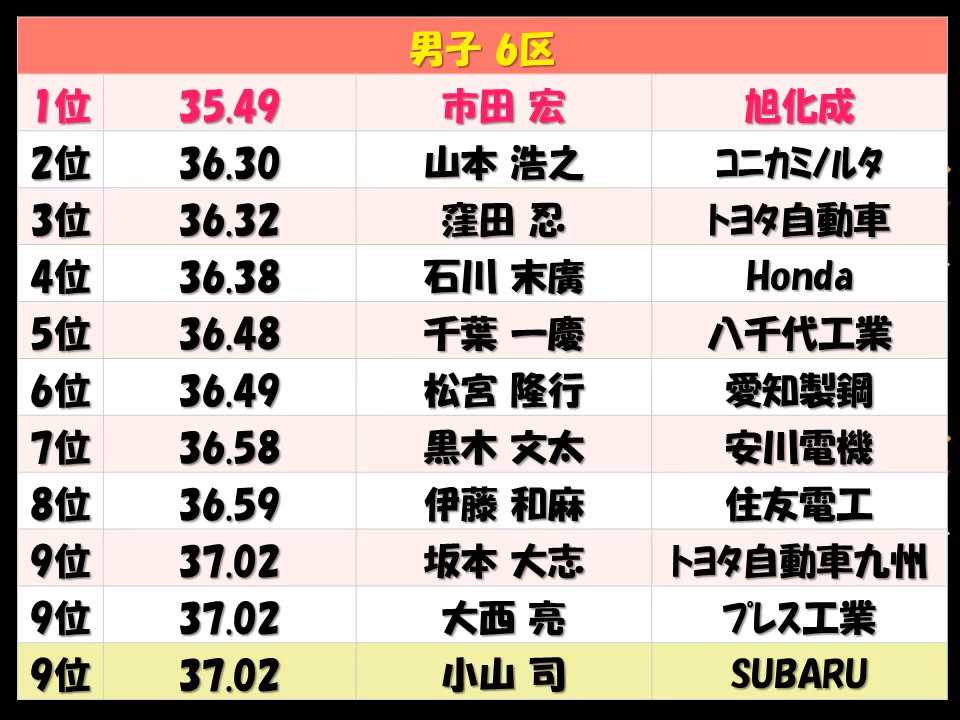 男子 6区
1位 35.49 市田 宏 旭化成
2位 36.30 山本 浩之 コニカミノルタ
3位 36.32 窪田 忍 トヨタ自動車
4位 36.38 石川 末廣 Honda
5位 36.48 千葉 一慶 八千代工業
6位 36.49 松宮 隆行 愛知製鋼
7位 36.58 黒木 文太 安川電機
8位 36.59 伊藤 和麻 住友電工
9位 37.02 坂本 大志 トヨタ自動車九州
9位 37.02 大西 亮 プレス工業
9位 37.02 小山 司 SUBARU